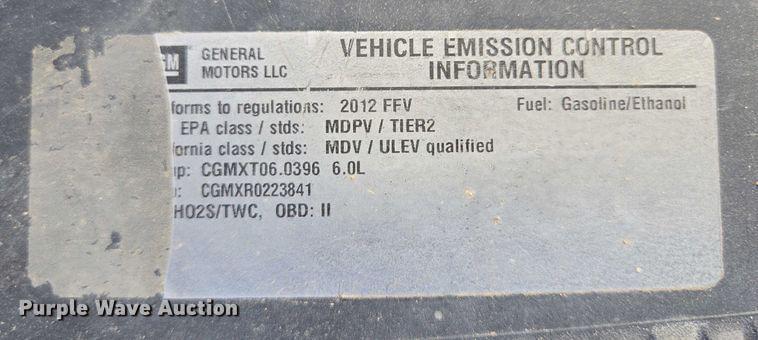 GM GENERAL MOTORS LLC
VEHICLE EMISSION CONTROL
INFORMATION
forms to regulations: 2012 FFV Fuel: Gasoline/Ethanol
EPA class / stds: MDPV / TIER2
ornia class / stds: MDV / ULEV qualified
up: CGMXT06.0396 6.0L
: CGMXR0223841
HO2S/TWC, OBD: II
Purple Wave Auction